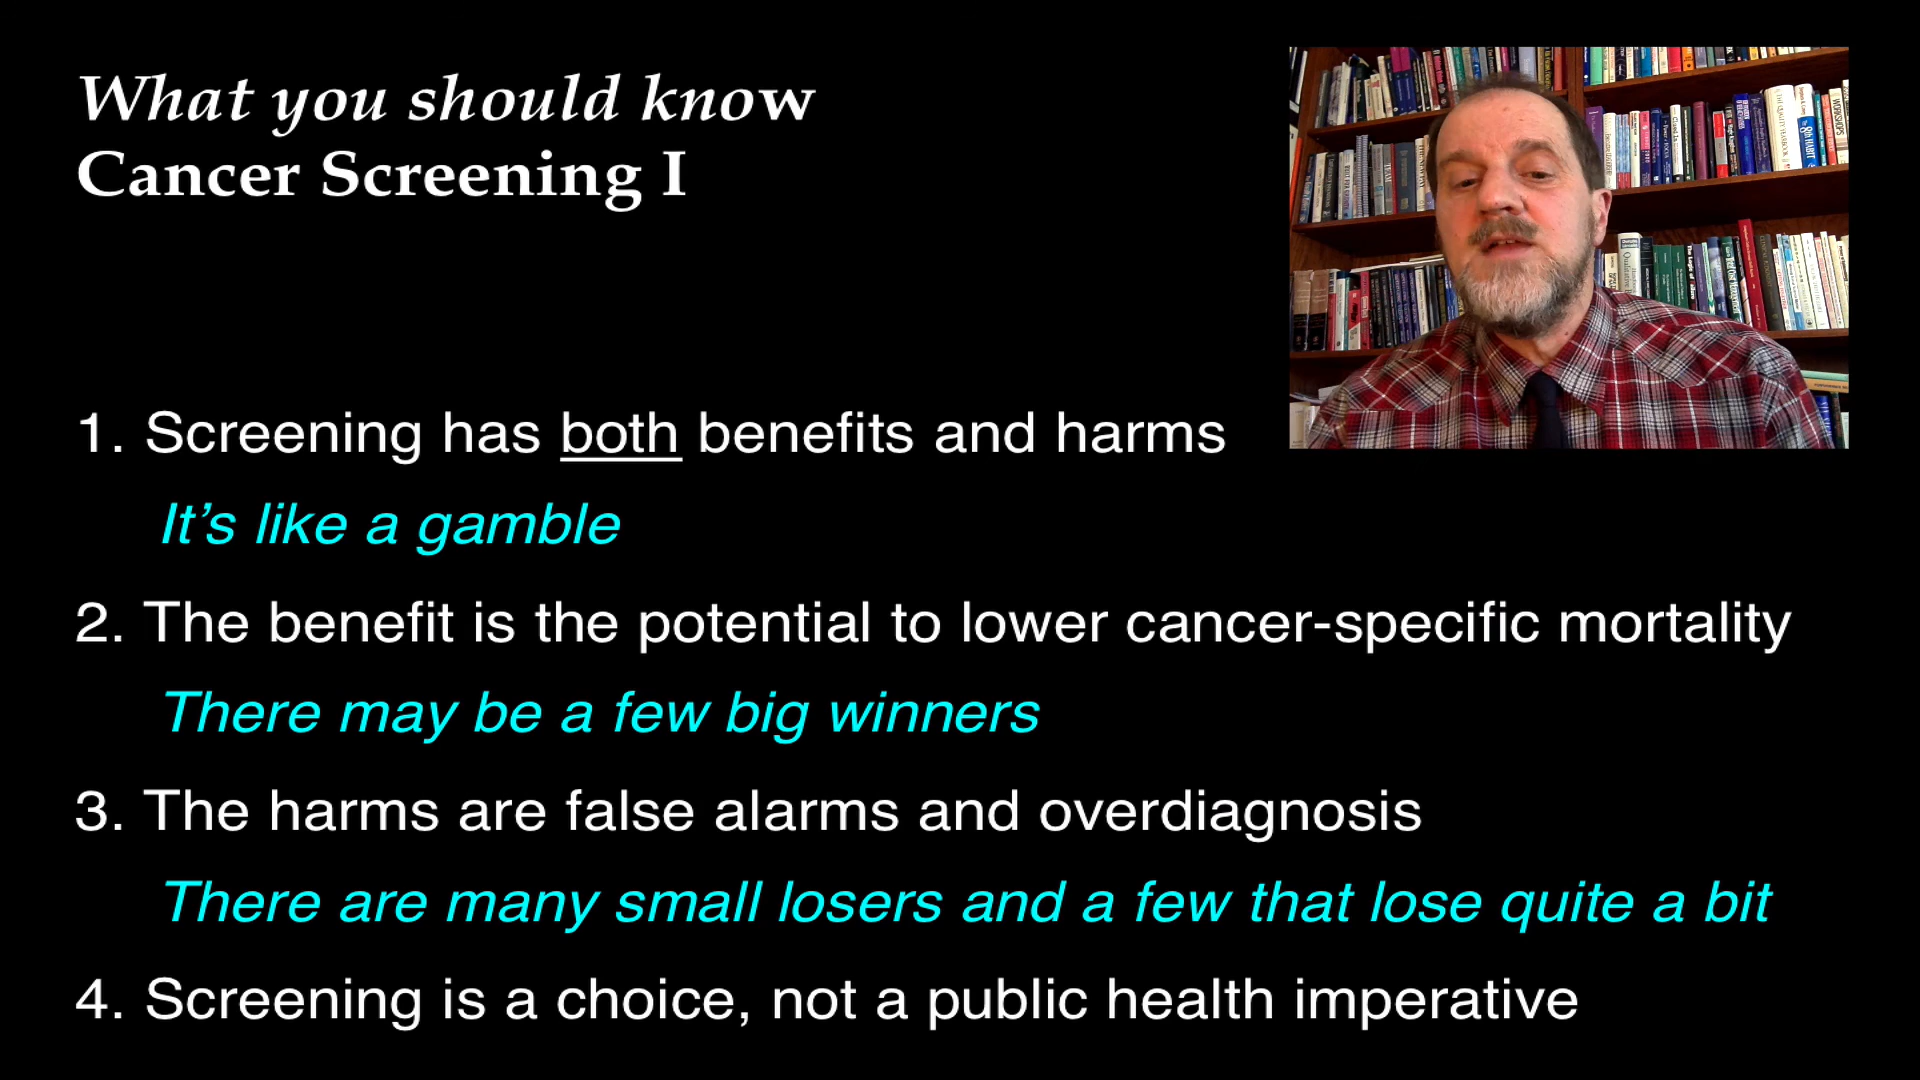 What you should know
Cancer Screening I
1. Screening has both benefits and harms
It’s like a gamble
2. The benefit is the potential to lower cancer-specific mortality
There may be a few big winners
3. The harms are false alarms and overdiagnosis
There are many small losers and a few that lose quite a bit
4. Screening is a choice, not a public health imperative
8th HABIT
WORKSHOPS